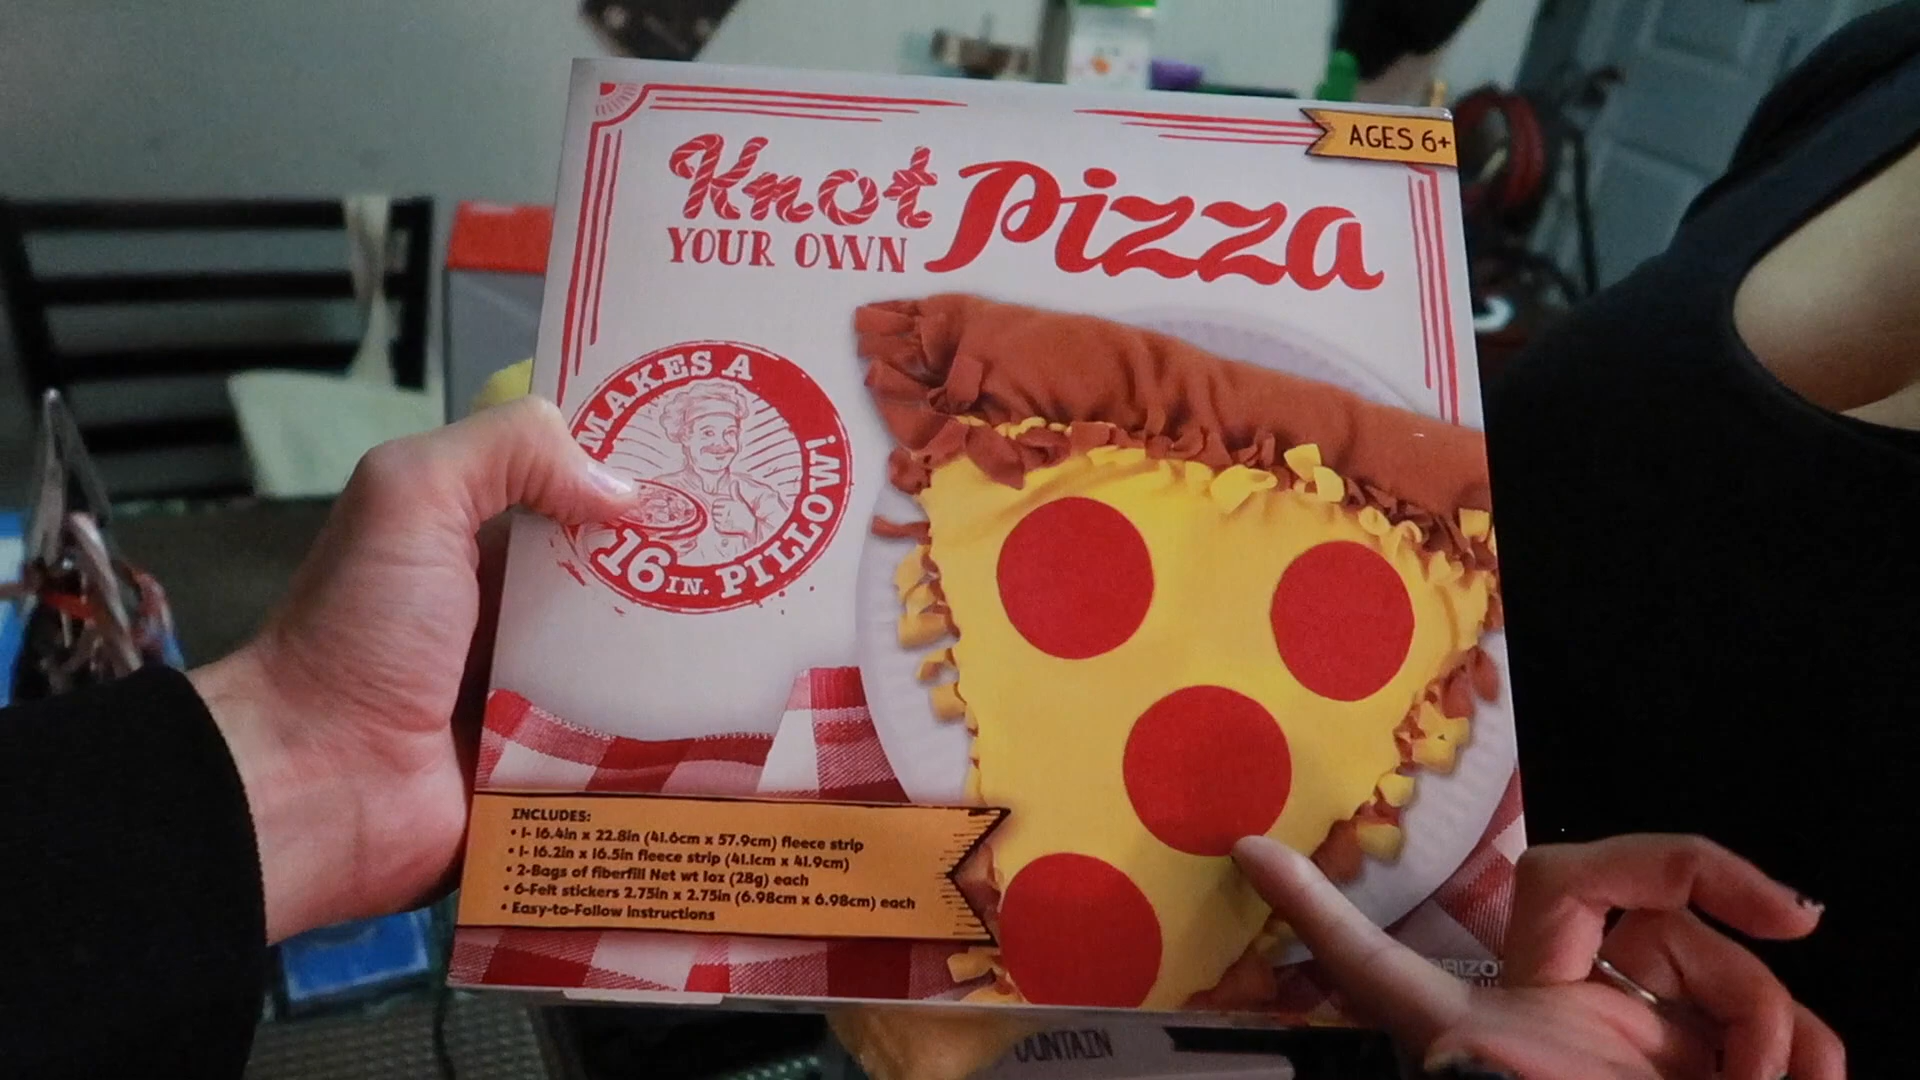 AGES 6+
Knot
YOUR OWN
Pizza
MAKES A
16 IN. PILLOW!
INCLUDES:
• 1- 16.4in x 22.8in (41.6cm x 57.9cm) fleece strip
• 1- 16.2in x 16.5in fleece strip (41.1cm x 41.9cm)
• 2-Bags of fiberfill Net wt 1oz (28g) each
• 6-Felt stickers 2.75in x 2.75in (6.98cm x 6.98cm) each
• Easy-to-Follow Instructions